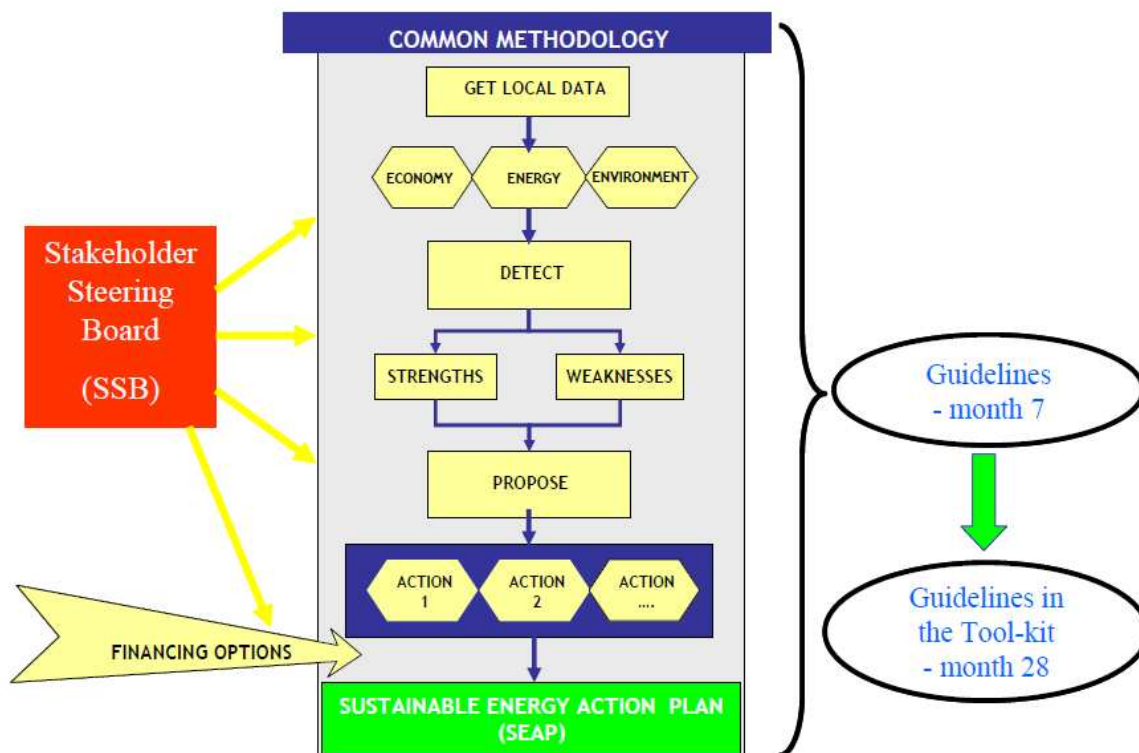 COMMON METHODOLOGY
GET LOCAL DATA
ECONOMY
ENERGY
ENVIRONMENT
Stakeholder
Steering
Board
(SSB)
DETECT
STRENGTHS
WEAKNESSES
PROPOSE
ACTION
1
ACTION
2
ACTION
....
FINANCING OPTIONS
SUSTAINABLE ENERGY ACTION PLAN
(SEAP)
Guidelines
- month 7
Guidelines in
the Tool-kit
- month 28